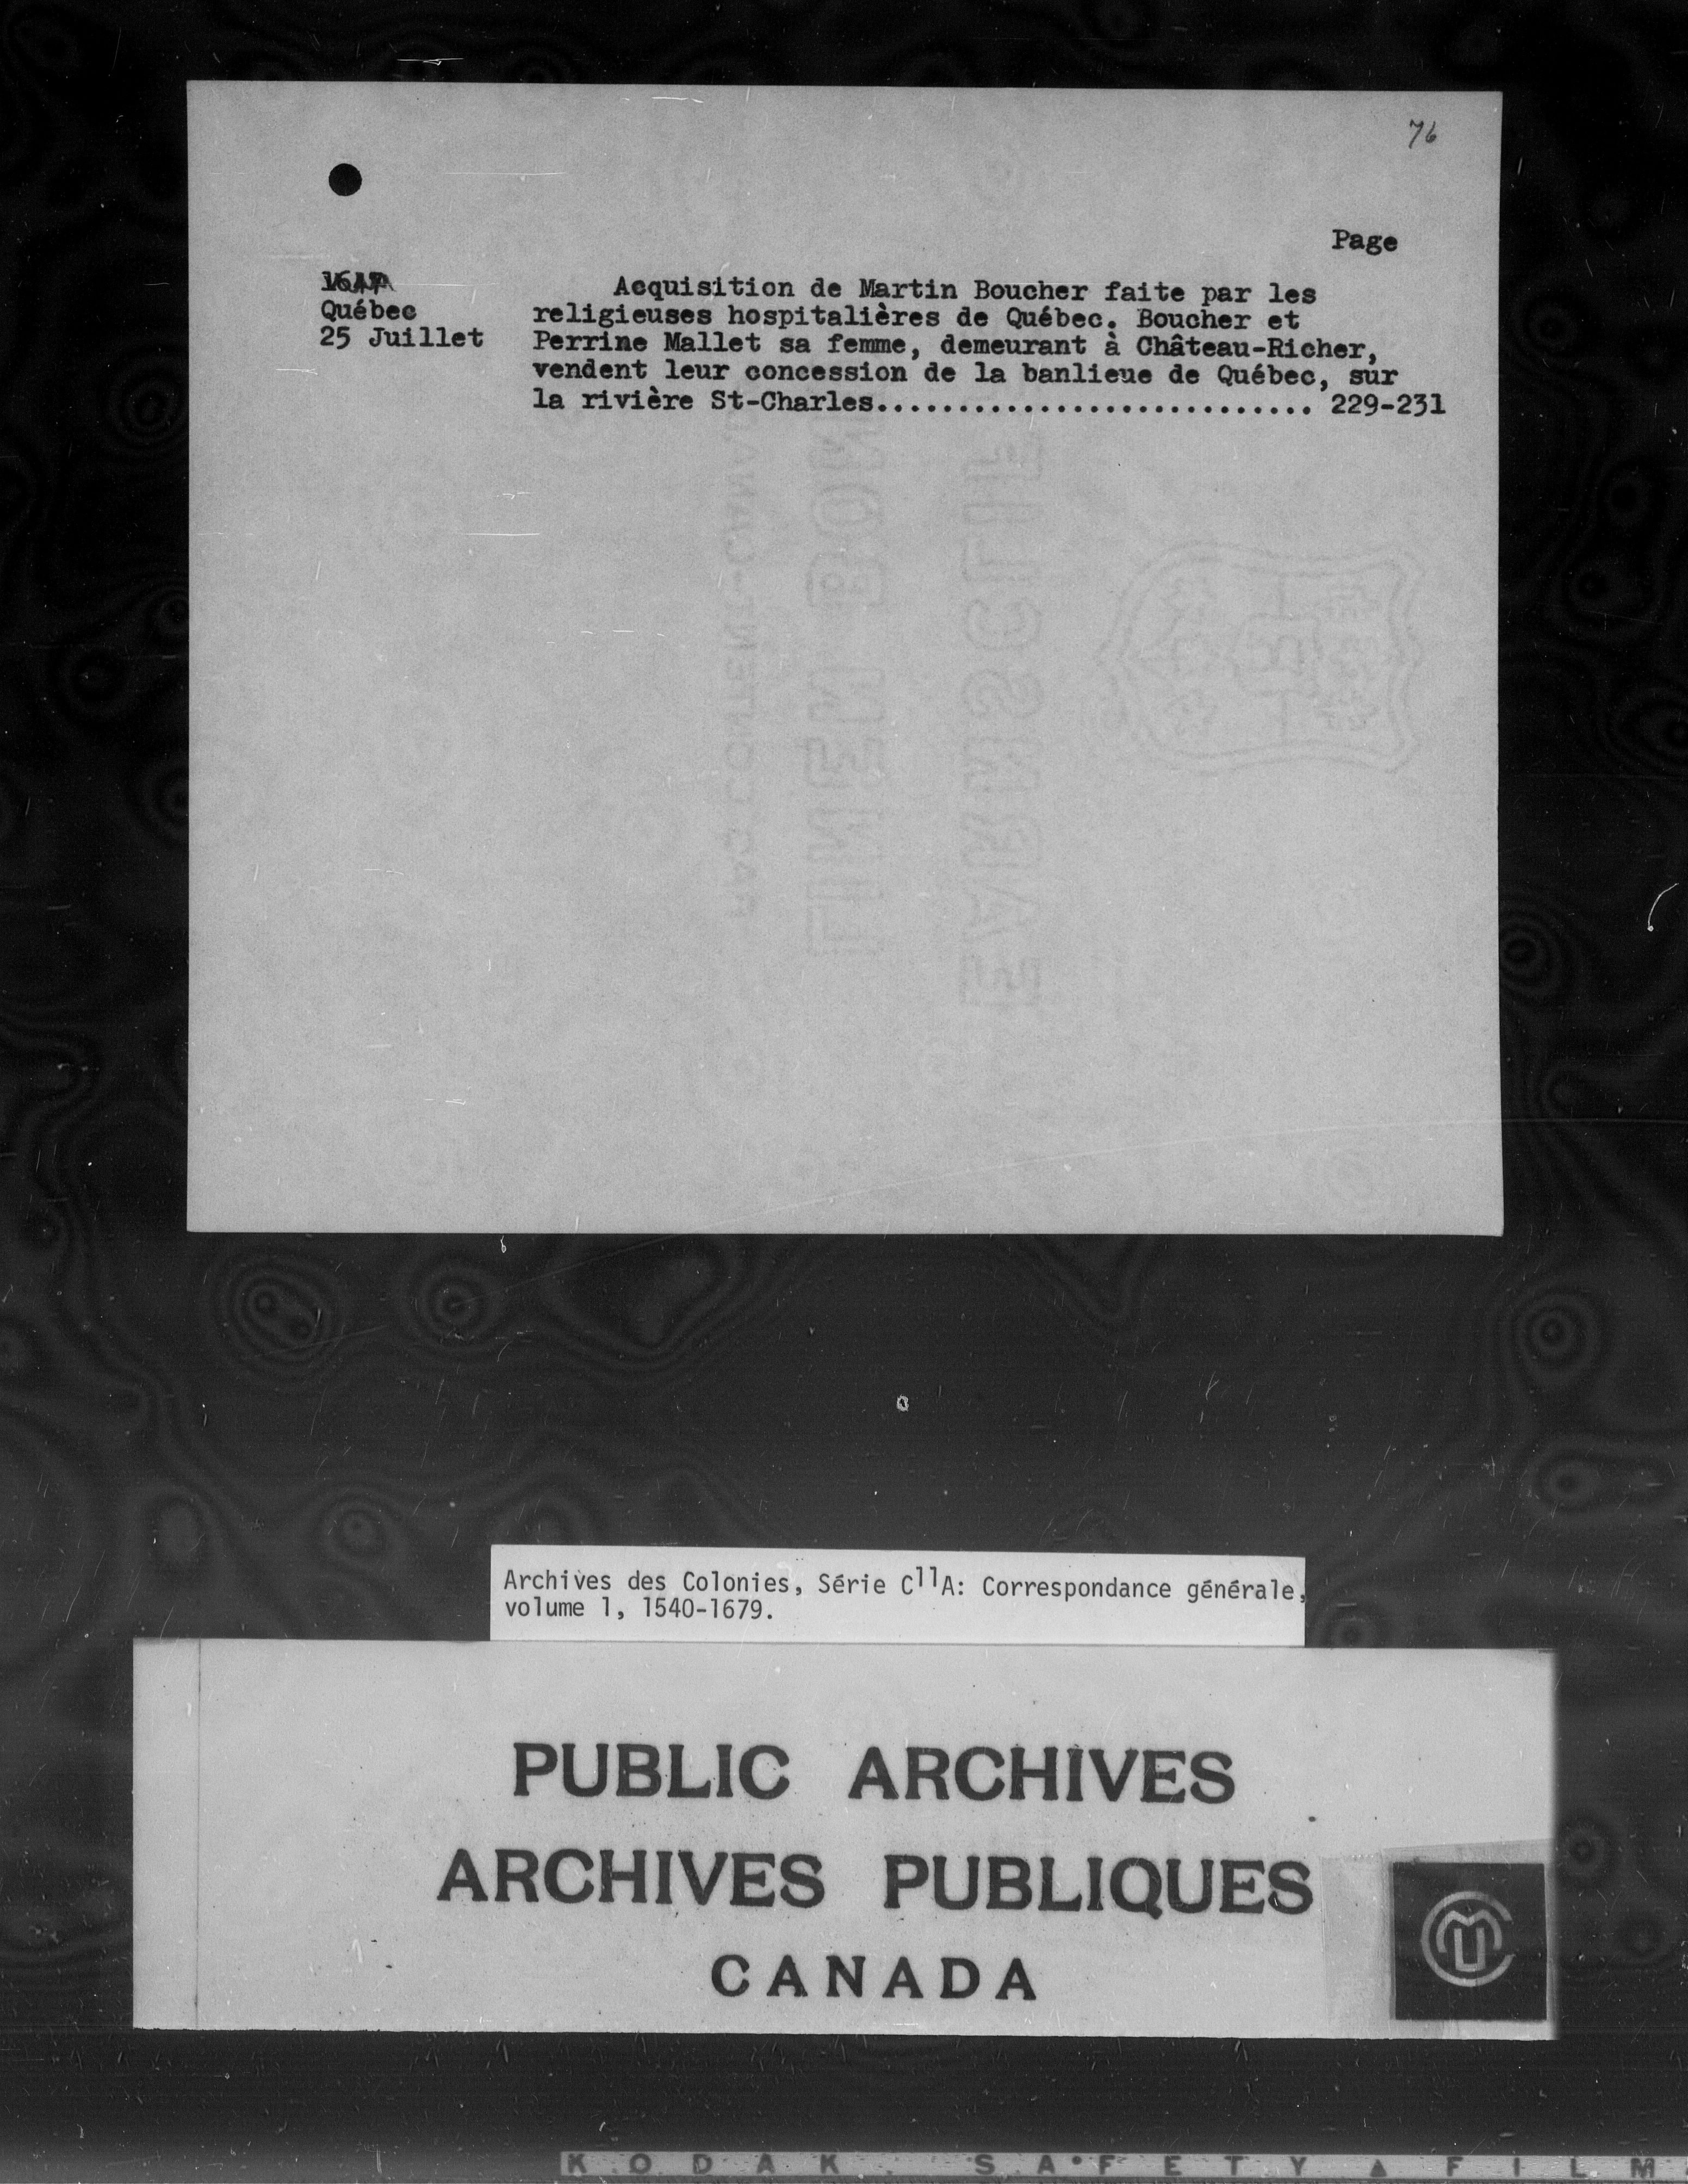 76
Page
Québec
25 Juillet
Acquisition de Martin Boucher faite par les
religieuses hospitalières de Québec. Boucher et
Perrine Mallet sa femme, demeurant à Château-Richer,
vendent leur concession de la banlieue de Québec, sur
la rivière St-Charles........................... 229-231
Archives des Colonies, Série C11A: Correspondance générale,
volume 1, 1540-1679.
PUBLIC ARCHIVES
ARCHIVES PUBLIQUES
CANADA
KODAK SAFETY FILM